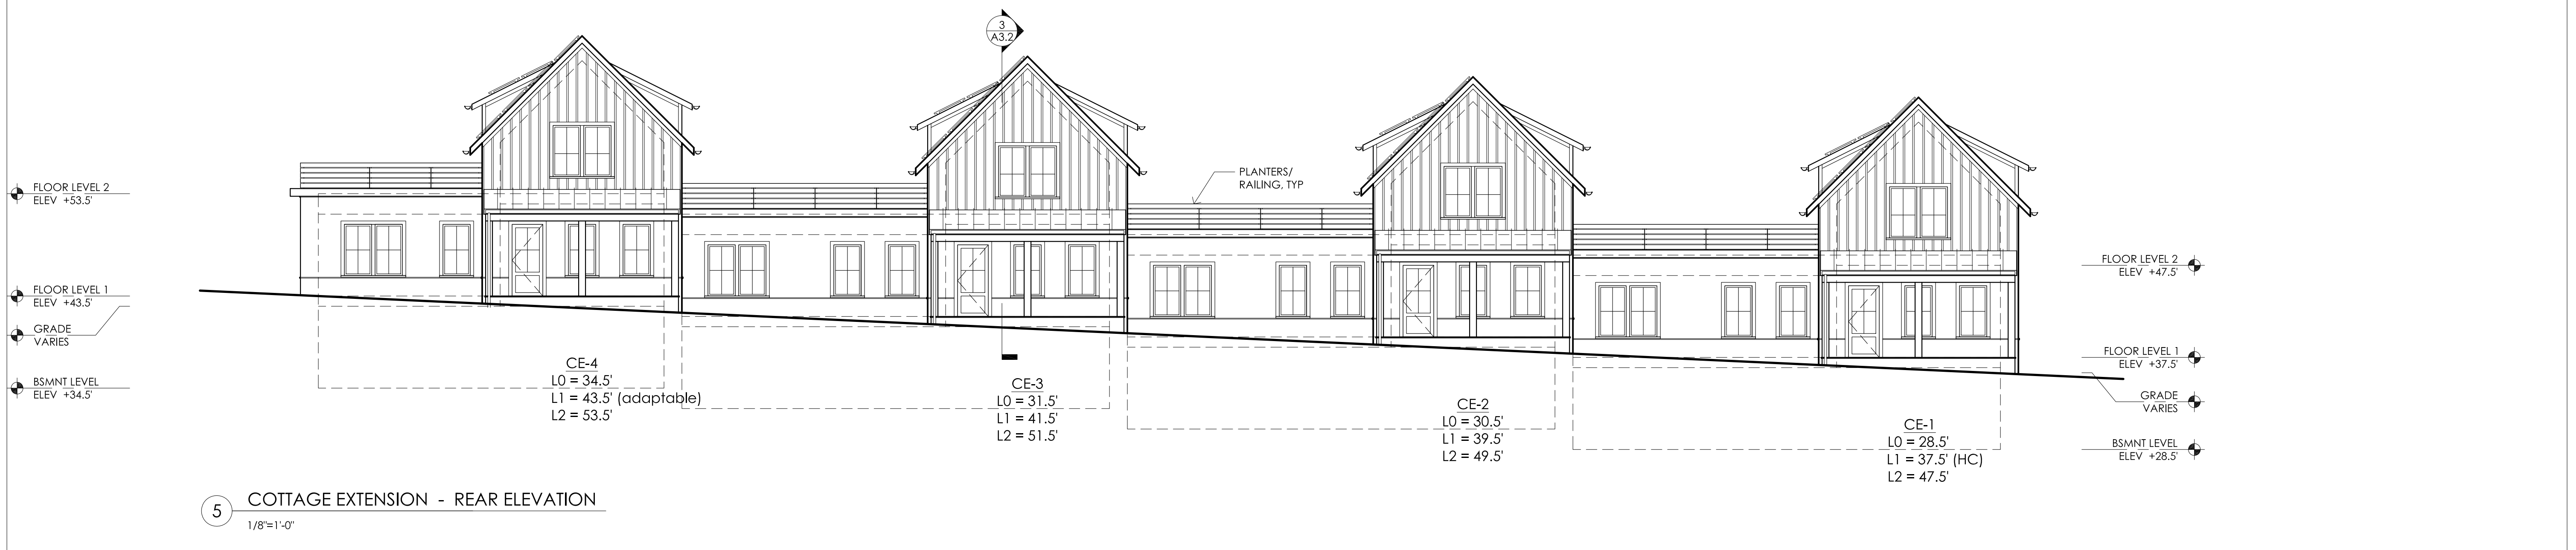 3
A3.2
PLANTERS/
RAILING, TYP
FLOOR LEVEL 2
ELEV +53.5'
FLOOR LEVEL 1
ELEV +43.5'
GRADE
VARIES
BSMNT LEVEL
ELEV +34.5'
CE-4
L0 = 34.5'
L1 = 43.5' (adaptable)
L2 = 53.5'
CE-3
L0 = 31.5'
L1 = 41.5'
L2 = 51.5'
CE-2
L0 = 30.5'
L1 = 39.5'
L2 = 49.5'
CE-1
L0 = 28.5'
L1 = 37.5' (HC)
L2 = 47.5'
FLOOR LEVEL 2
ELEV +47.5'
FLOOR LEVEL 1
ELEV +37.5'
GRADE
VARIES
BSMNT LEVEL
ELEV +28.5'
5 COTTAGE EXTENSION - REAR ELEVATION
1/8"=1'-0"